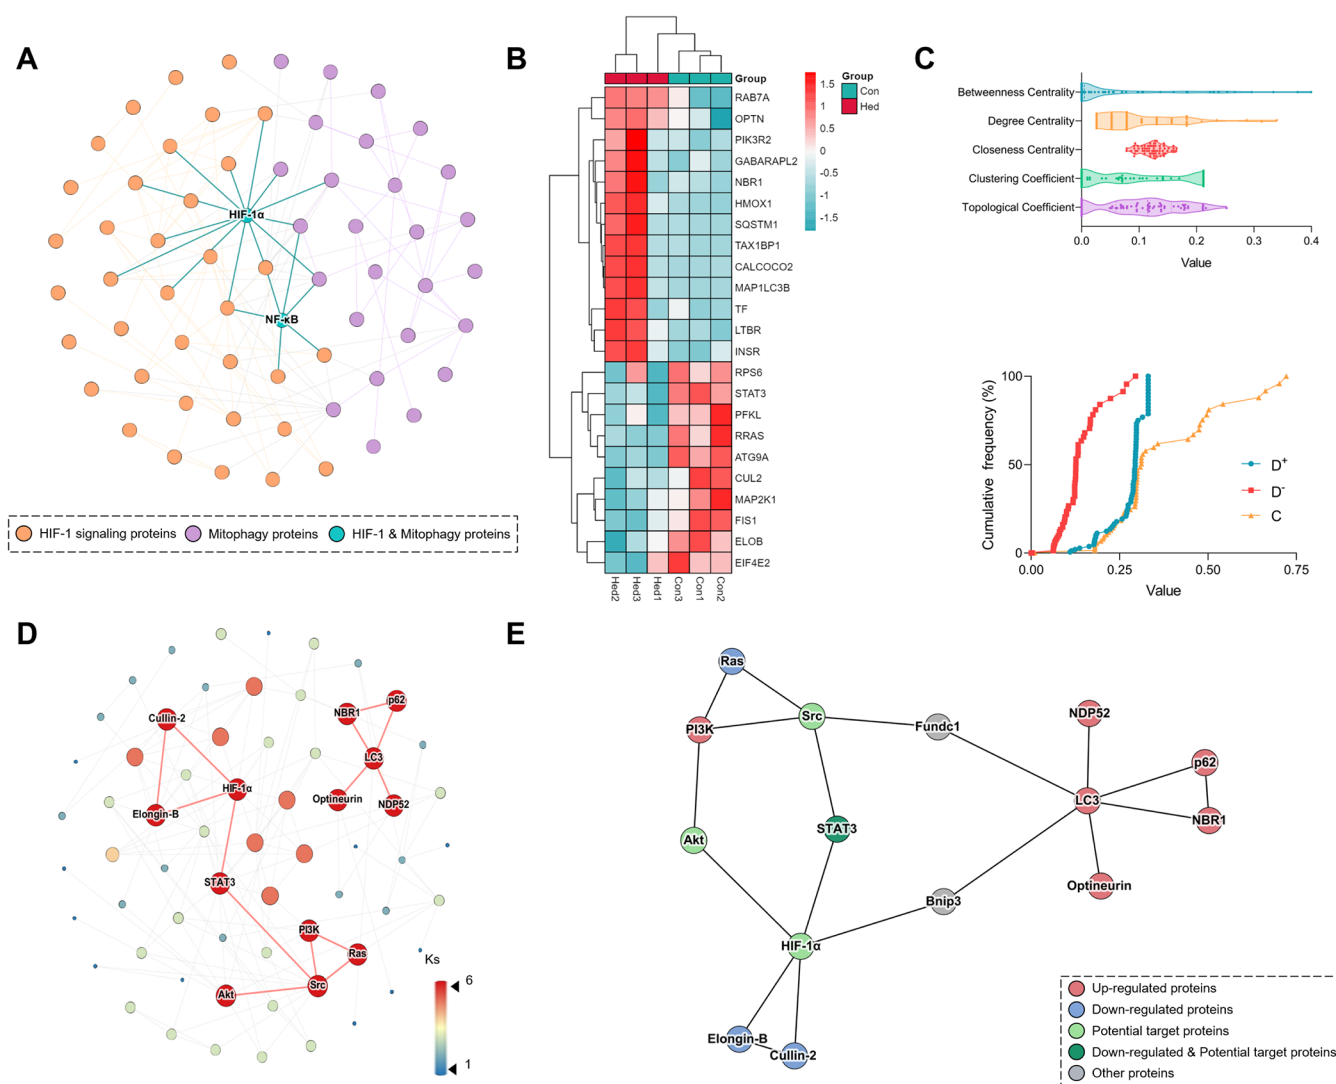 A
HIF-1α
NF-κB
HIF-1 signaling proteins
Mitophagy proteins
HIF-1 & Mitophagy proteins
B
Group
RAB7A
OPTN
PIK3R2
GABARAPL2
NBR1
HMOX1
SQSTM1
TAX1BP1
CALCOCO2
MAP1LC3B
TF
LTBR
INSR
RPS6
STAT3
PFKL
RRAS
ATG9A
CUL2
MAP2K1
FIS1
ELOB
EIF4E2
Hed2
Hed3
Hed1
Con3
Con1
Con2
1.5
1
0.5
0
-0.5
-1
-1.5
Group
Con
Hed
C
Betweenness Centrality
Degree Centrality
Closeness Centrality
Clustering Coefficient
Topological Coefficient
0.0
0.1
0.2
0.3
0.4
Value
Cumulative frequency (%)
100
50
0
0.00
0.25
0.50
0.75
Value
D+
D-
C
D
Cullin-2
NBR1
p62
LC3
HIF-1α
Elongin-B
Optineurin
NDP52
STAT3
PI3K
Ras
Src
Akt
Ks
6
1
E
Ras
Src
PI3K
Fundc1
NDP52
p62
LC3
NBR1
STAT3
Akt
Optineurin
Bnip3
HIF-1α
Elongin-B
Cullin-2
Up-regulated proteins
Down-regulated proteins
Potential target proteins
Down-regulated & Potential target proteins
Other proteins